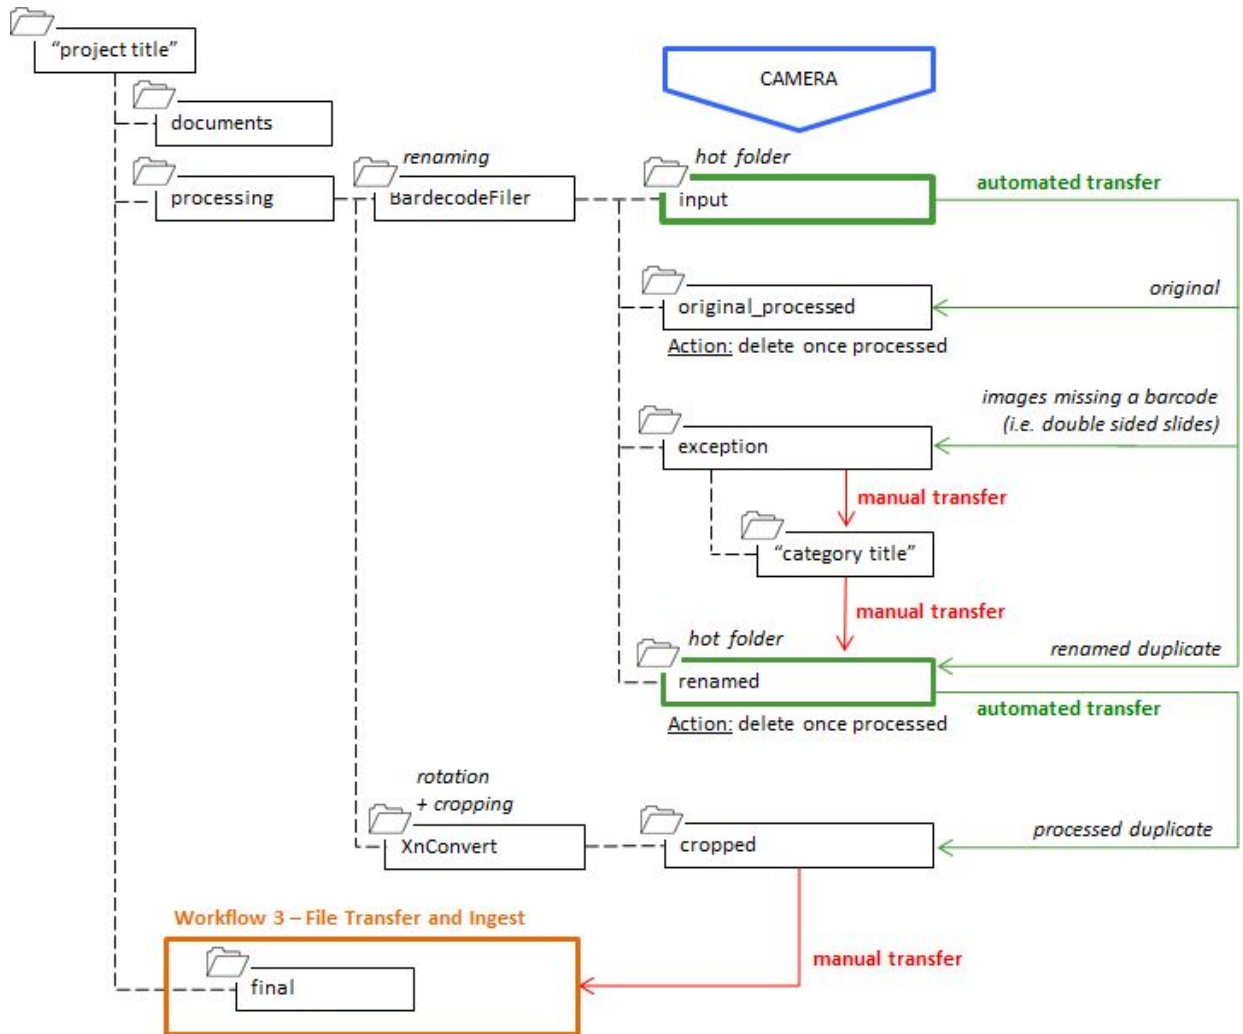 “project title”
CAMERA
documents
renaming
hot folder
processing
BardecodeFiler
input
automated transfer
original
original_processed
Action: delete once processed
images missing a barcode
(i.e. double sided slides)
exception
manual transfer
“category title”
manual transfer
hot folder
renamed duplicate
renamed
automated transfer
Action: delete once processed
rotation
+ cropping
XnConvert
cropped
processed duplicate
Workflow 3 – File Transfer and Ingest
manual transfer
final